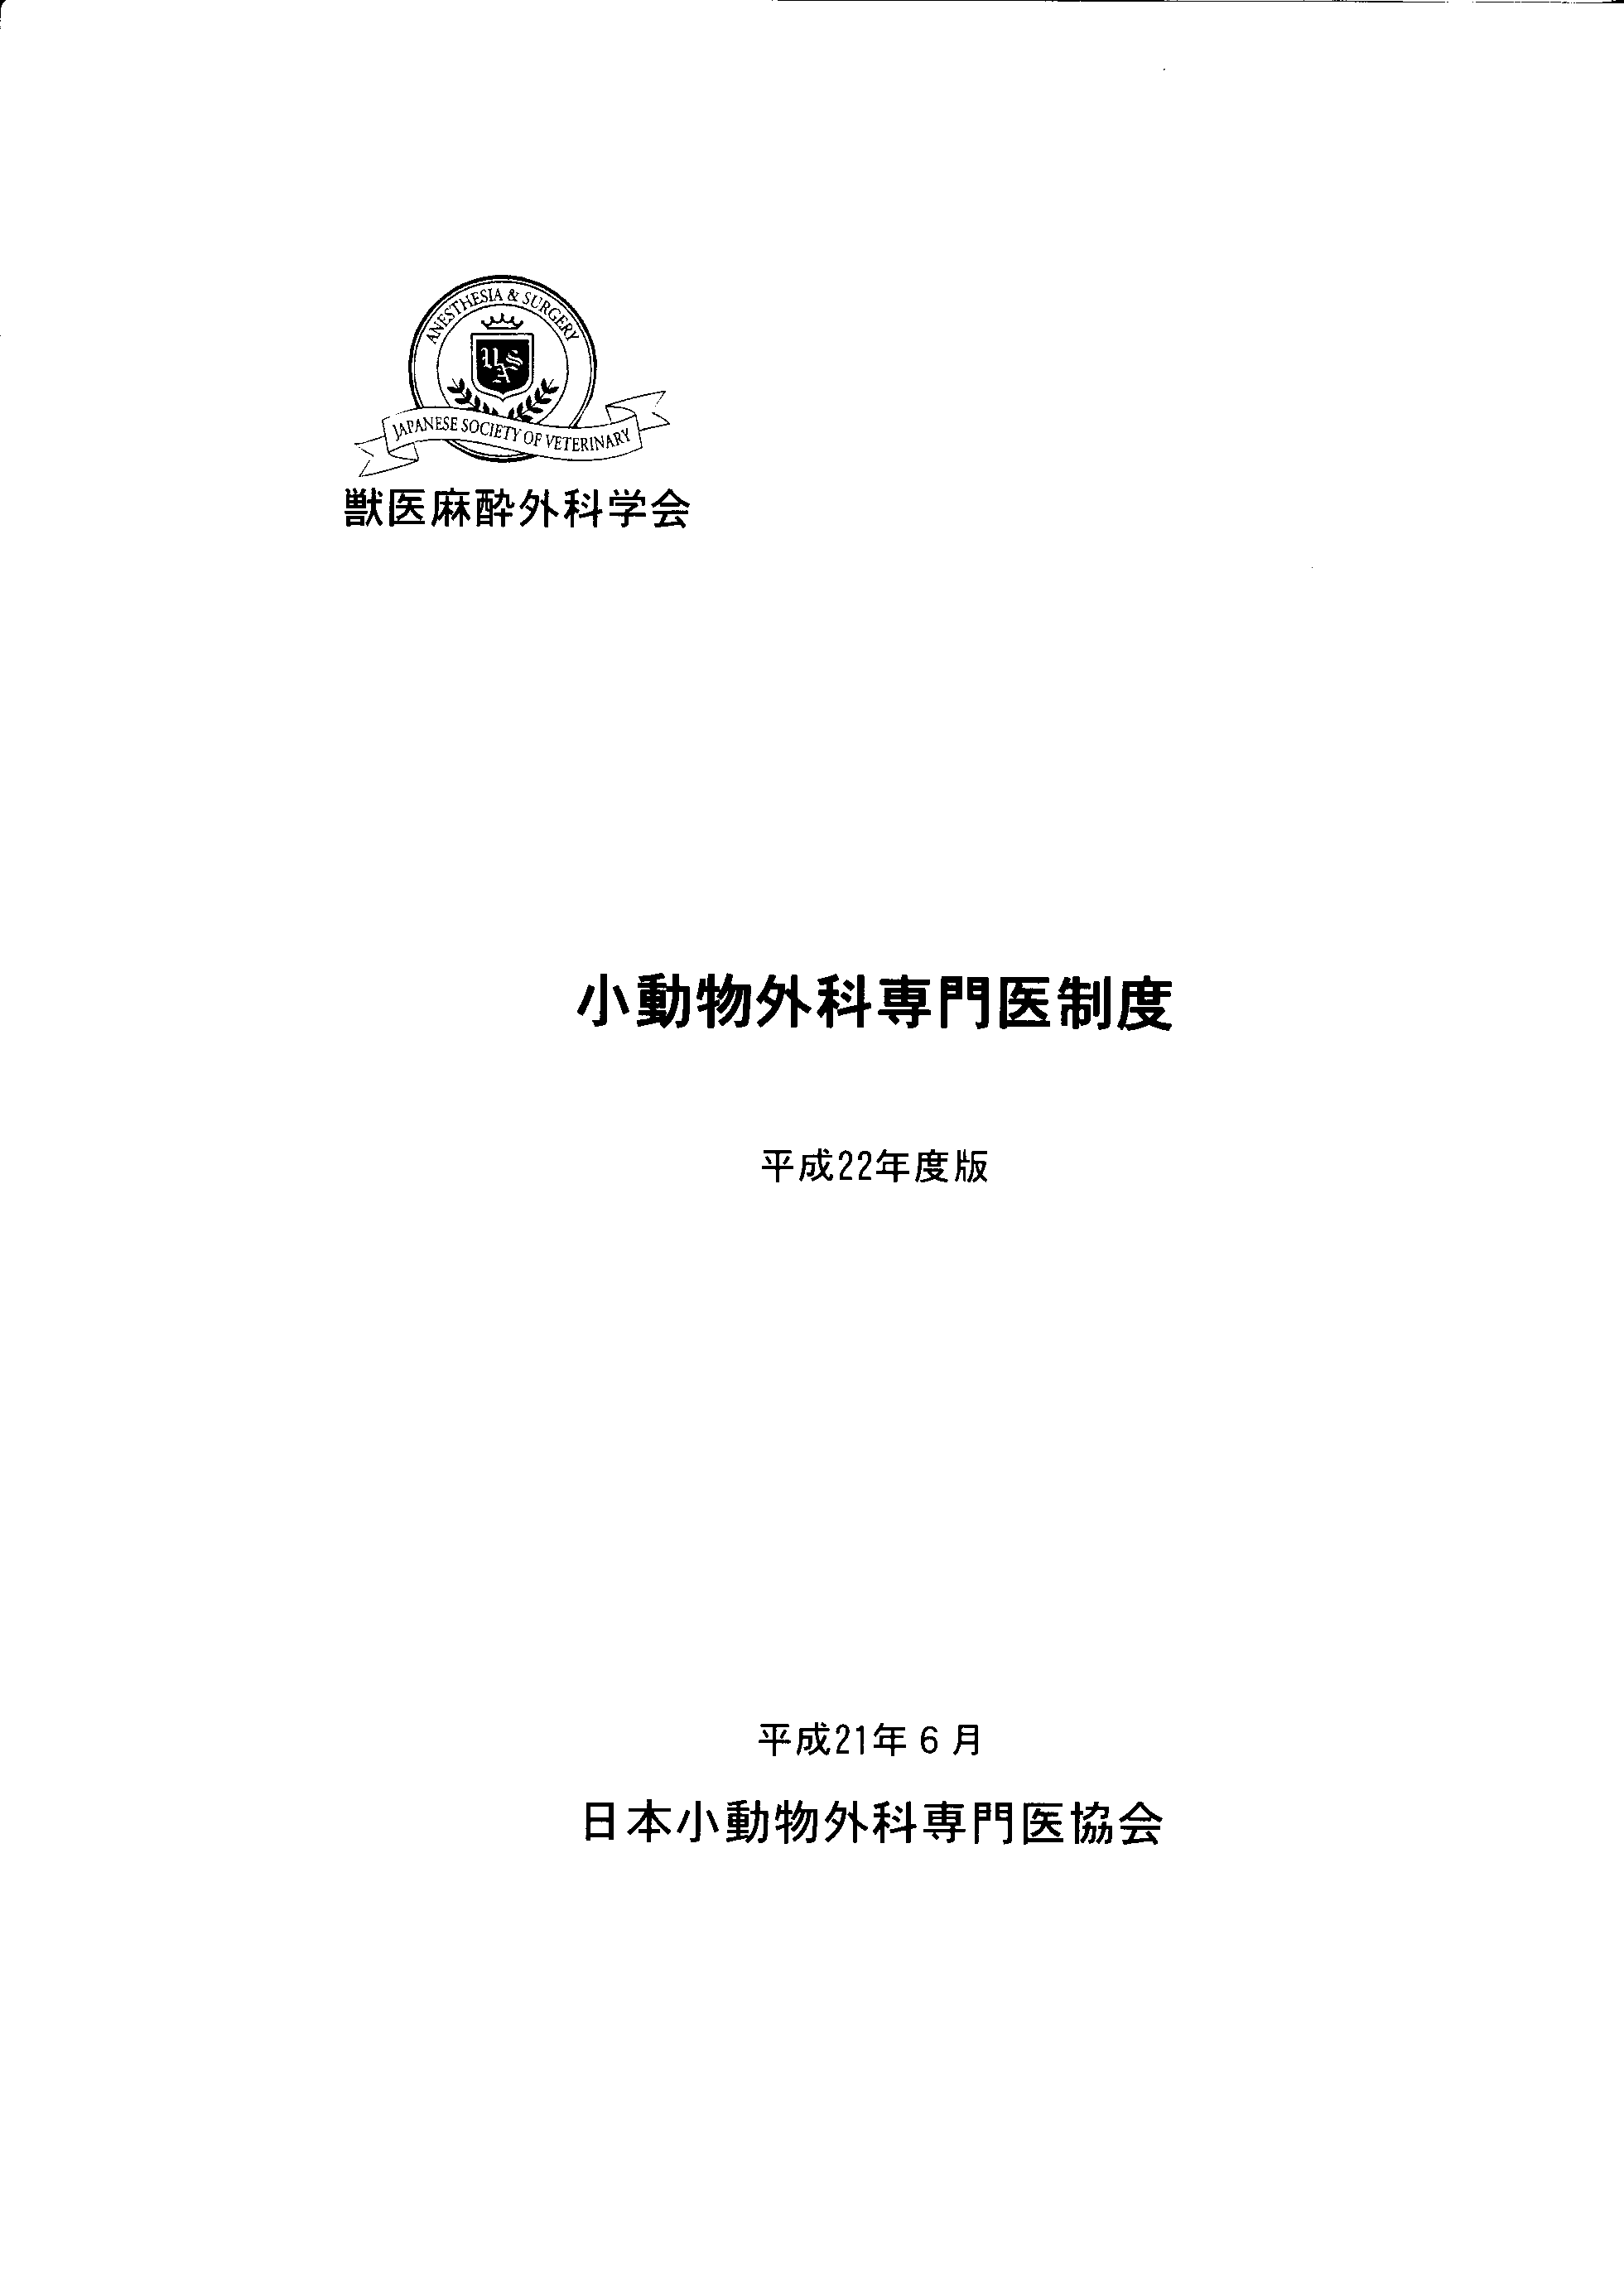 ANESTHESIA & SURGERY
VAS
JAPANESE SOCIETY OF VETERINARY
獣医麻酔外科学会
小動物外科専門医制度
平成22年度版
平成21年6月
日本小動物外科専門医協会